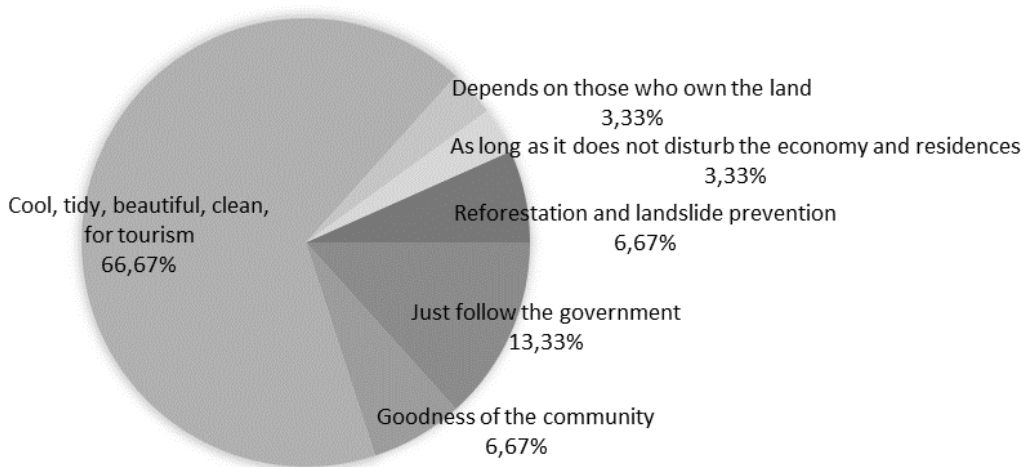 Depends on those who own the land
3,33%
As long as it does not disturb the economy and residences
3,33%
Cool, tidy, beautiful, clean,
for tourism
66,67%
Reforestation and landslide prevention
6,67%
Just follow the government
13,33%
Goodness of the community
6,67%